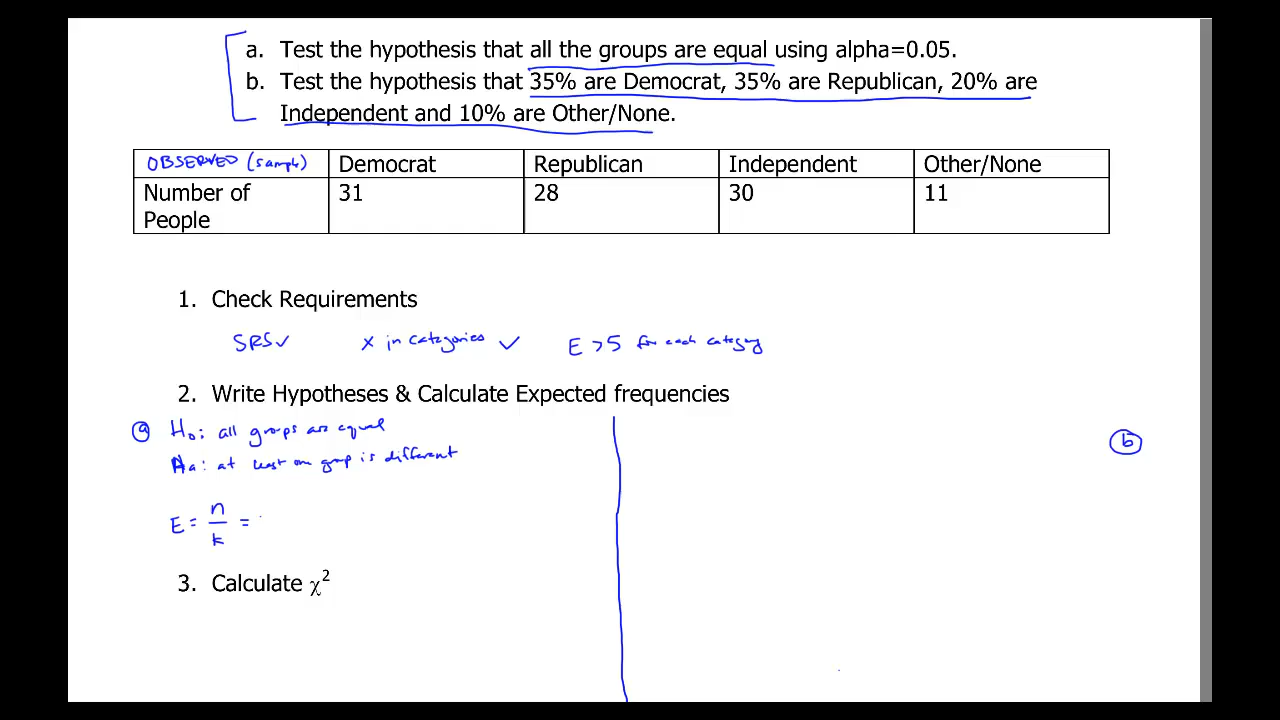 a. Test the hypothesis that all the groups are equal using alpha=0.05.
b. Test the hypothesis that 35% are Democrat, 35% are Republican, 20% are
Independent and 10% are Other/None.
OBSERVED (sample) Democrat Republican Independent Other/None
Number of 31 28 30 11
People
1. Check Requirements
SRS✓ x in categories ✓ E >5 for each category
2. Write Hypotheses & Calculate Expected frequencies
ⓐ H₀: all groups are equal
ⓑ
Ha: at least one group is different
E = n/k =
3. Calculate χ²